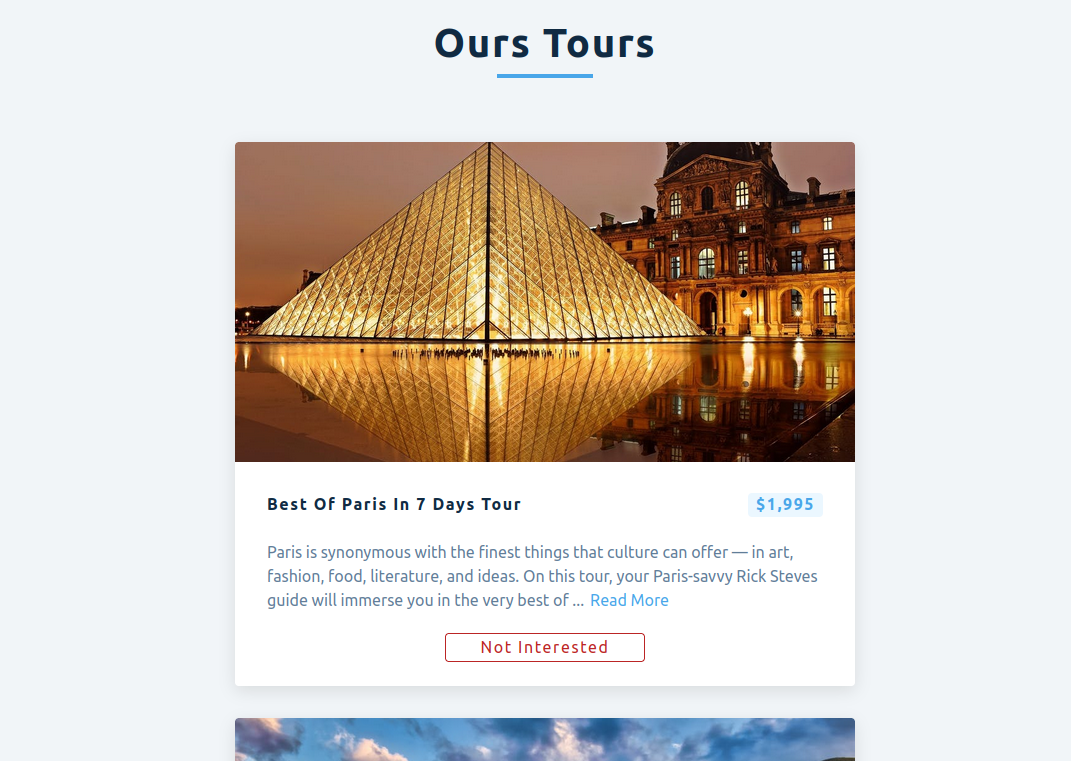 Ours Tours
Best Of Paris In 7 Days Tour
$1,995
Paris is synonymous with the finest things that culture can offer — in art,
fashion, food, literature, and ideas. On this tour, your Paris-savvy Rick Steves
guide will immerse you in the very best of ... Read More
Not Interested